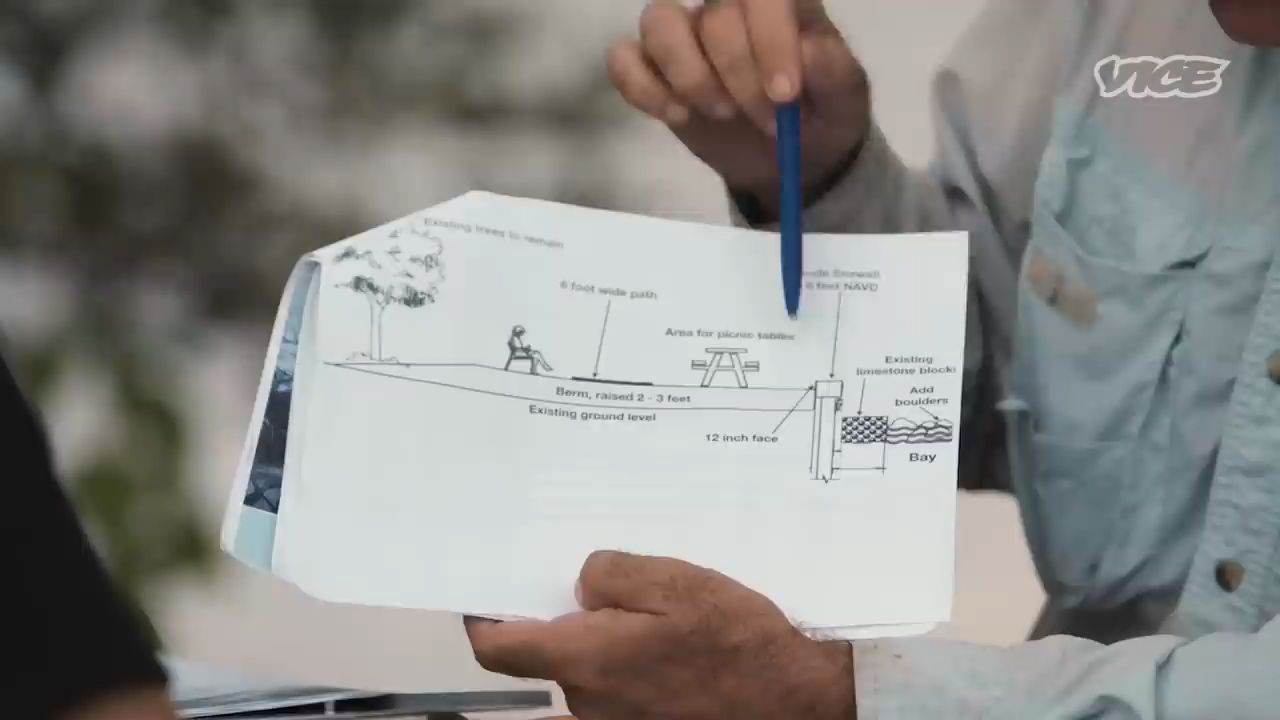 VICE
Existing trees to remain
6 foot wide path
Seawall
feet NAVD
Area for picnic tables
Existing
limestone block
Add
boulders
Berm, raised 2 - 3 feet
Existing ground level
12 inch face
Bay